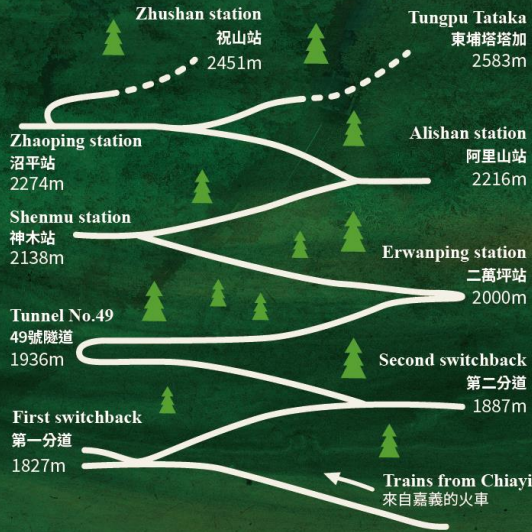 Zhushan station
祝山站
2451m
Tungpu Tataka
東埔塔塔加
2583m
Zhaoping station
沼平站
2274m
Alishan station
阿里山站
2216m
Shenmu station
神木站
2138m
Erwanping station
二萬坪站
2000m
Tunnel No.49
49號隧道
1936m
Second switchback
第二分道
1887m
First switchback
第一分道
1827m
Trains from Chiayi
來自嘉義的火車